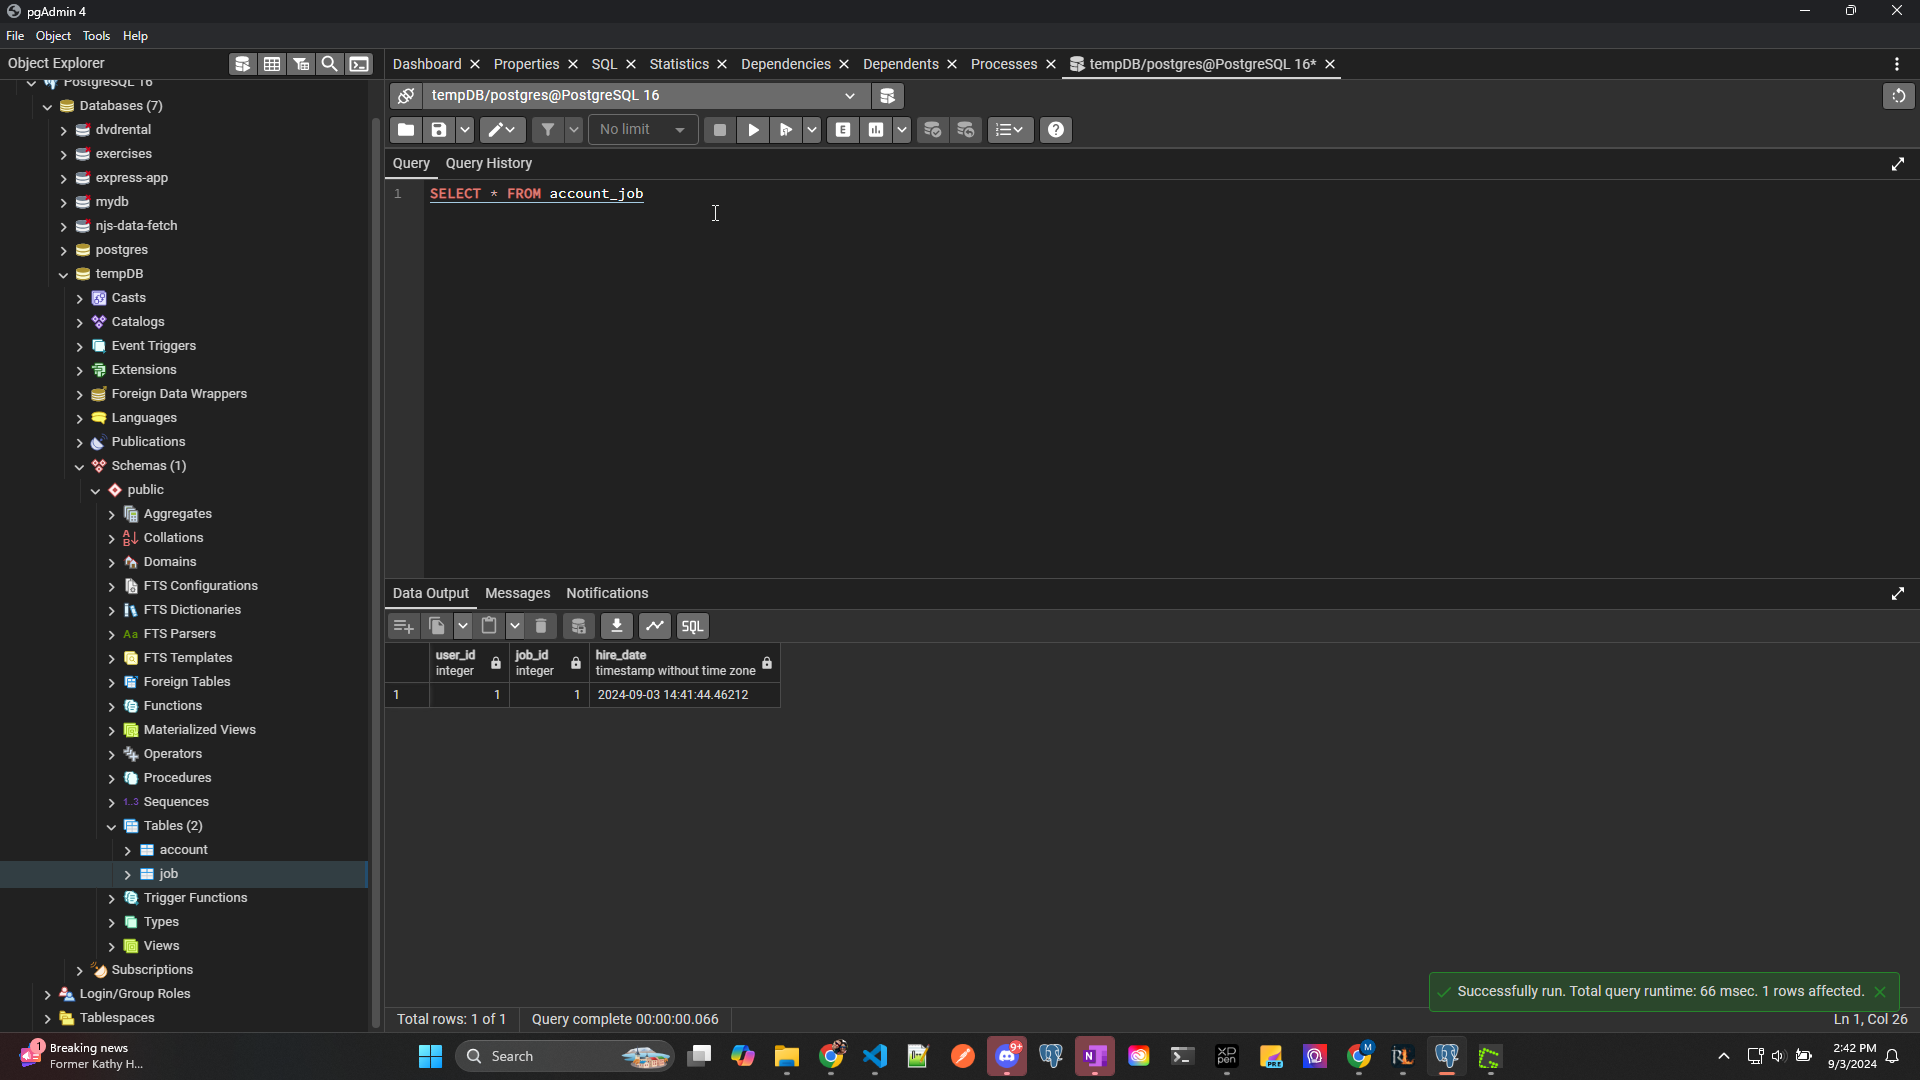 pgAdmin 4
File Object Tools Help
Object Explorer
PostgreSQL 16
Databases (7)
dvdrental
exercises
express-app
mydb
njs-data-fetch
postgres
tempDB
Casts
Catalogs
Event Triggers
Extensions
Foreign Data Wrappers
Languages
Publications
Schemas (1)
public
Aggregates
Collations
Domains
FTS Configurations
FTS Dictionaries
Aa FTS Parsers
FTS Templates
Foreign Tables
Functions
Materialized Views
Operators
Procedures
1..3 Sequences
Tables (2)
account
job
Trigger Functions
Types
Views
Subscriptions
Login/Group Roles
Tablespaces
Dashboard Properties SQL Statistics Dependencies Dependents Processes tempDB/postgres@PostgreSQL 16*
tempDB/postgres@PostgreSQL 16
No limit
E
Query Query History
1 SELECT * FROM account_job
Data Output Messages Notifications
SQL
user_id job_id hire_date
integer integer timestamp without time zone
1 1 1 2024-09-03 14:41:44.46212
Successfully run. Total query runtime: 66 msec. 1 rows affected.
Total rows: 1 of 1 Query complete 00:00:00.066 Ln 1, Col 26
1 Breaking news
Former Kathy H...
Search
9+
M
2:42 PM
9/3/2024